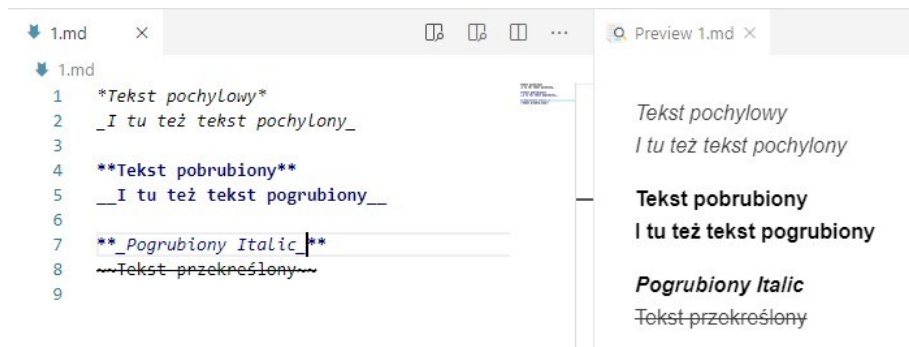 1.md
Preview 1.md
1.md
1 *Tekst pochylowy*
2 _I tu też tekst pochylony_
3
4 **Tekst pobrubiony**
5 __I tu też tekst pogrubiony__
6
7 **_Pogrubiony Italic_**
8 ~~Tekst przekreślony~~
9
Tekst pochylowy
I tu też tekst pochylony
Tekst pobrubiony
I tu też tekst pogrubiony
Pogrubiony Italic
Tekst przekreślony